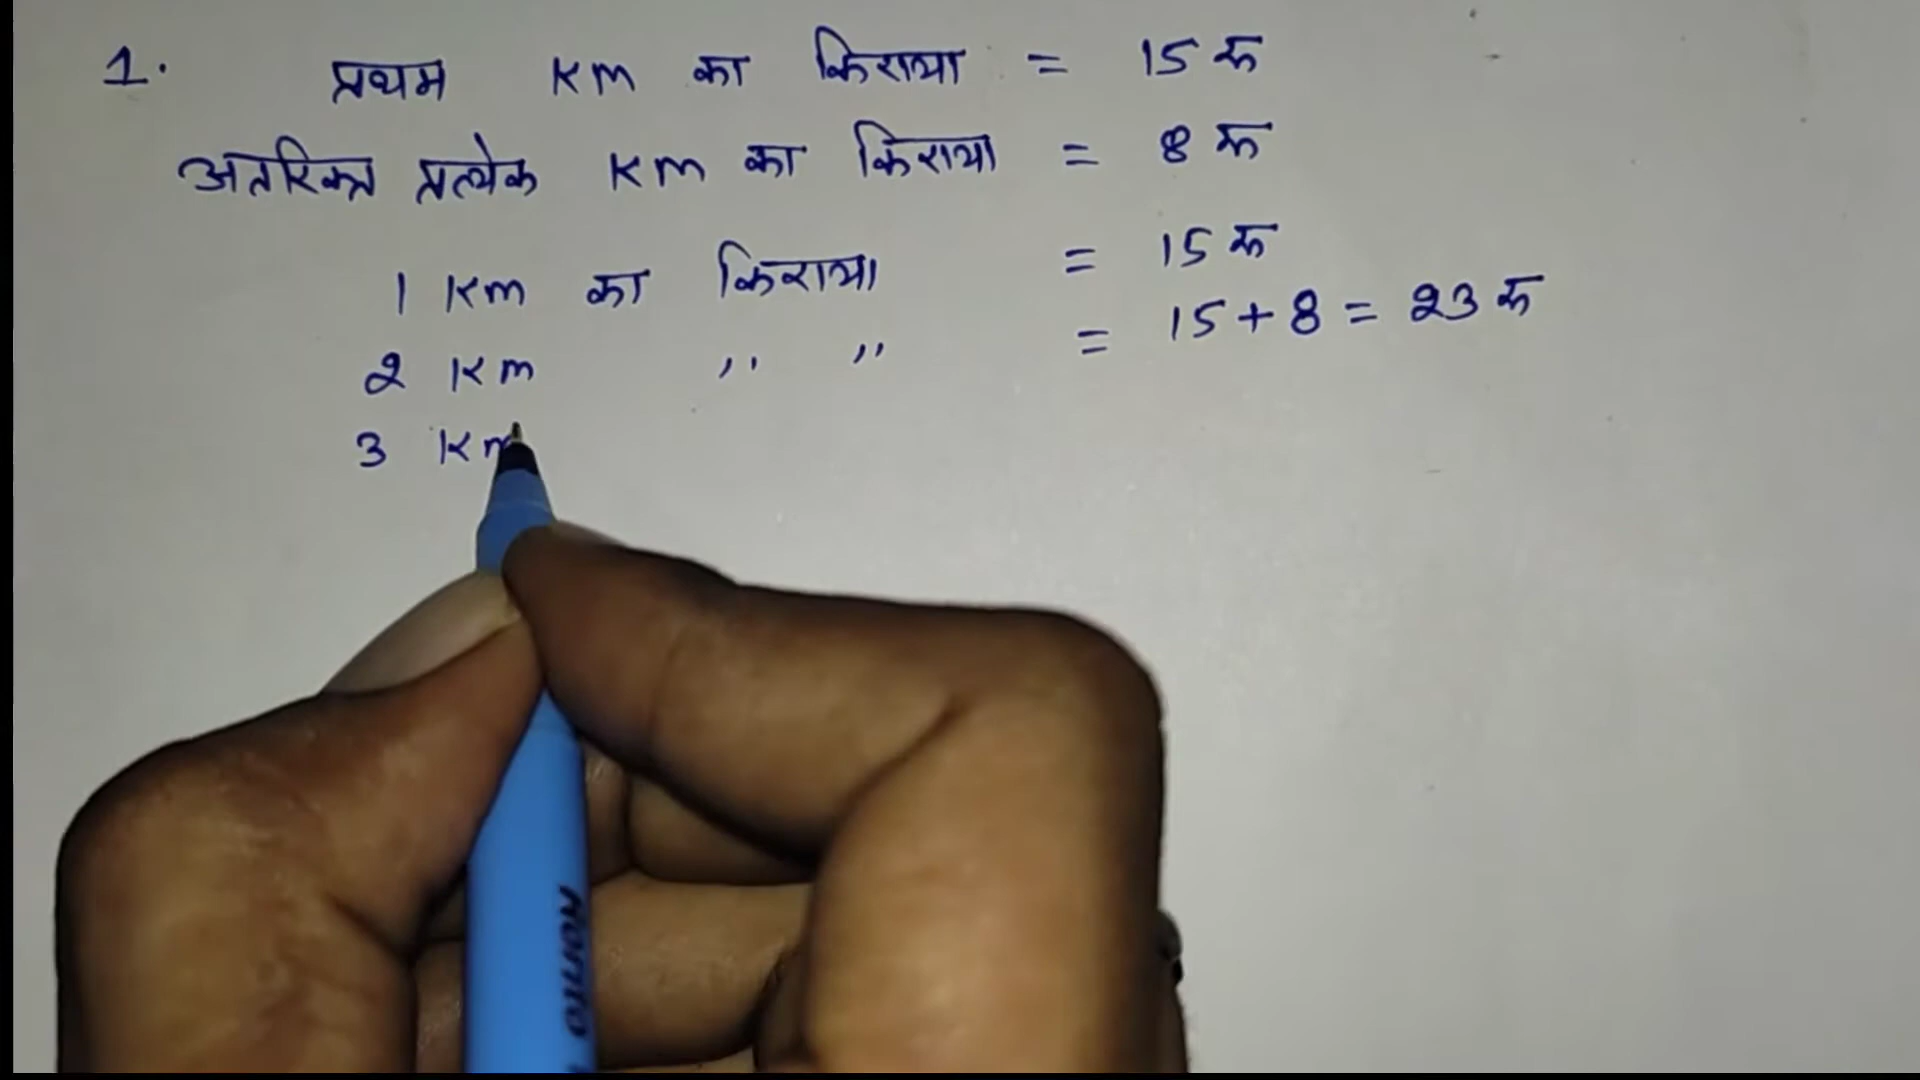 1. प्रथम km का किराया = 15 रु
अतरिक्त प्रत्येक km का किराया = 8 रु
1 km का किराया = 15 रु
2 km ,, ,, = 15 + 8 = 23 रु
3 km